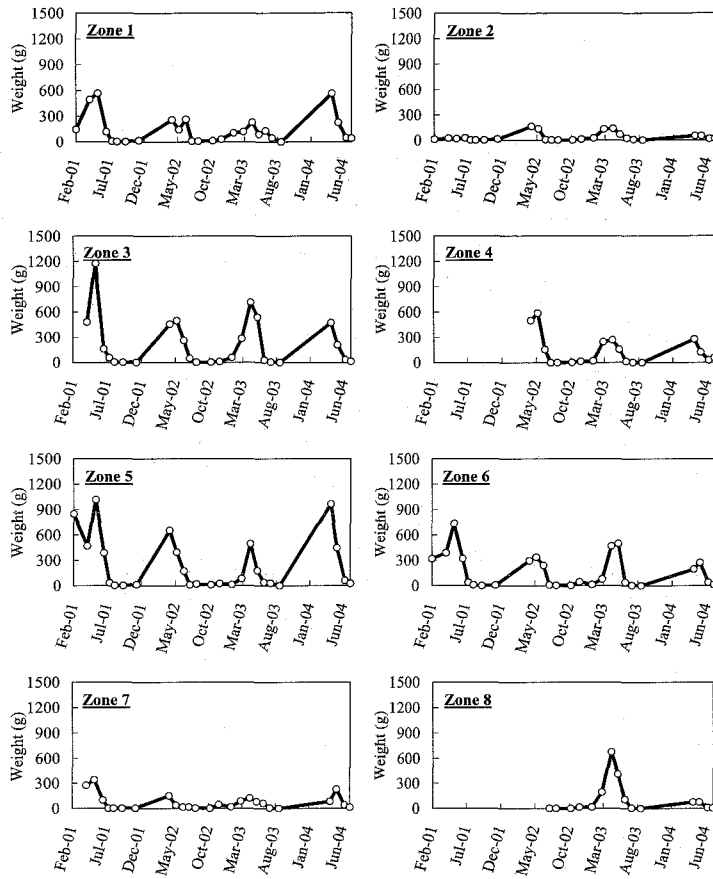 Zone 1
Weight (g)
1500
1200
900
600
300
0
Feb-01
Jul-01
Dec-01
May-02
Oct-02
Mar-03
Aug-03
Jan-04
Jun-04
Zone 2
Weight (g)
1500
1200
900
600
300
0
Feb-01
Jul-01
Dec-01
May-02
Oct-02
Mar-03
Aug-03
Jan-04
Jun-04
Zone 3
Weight (g)
1500
1200
900
600
300
0
Feb-01
Jul-01
Dec-01
May-02
Oct-02
Mar-03
Aug-03
Jan-04
Jun-04
Zone 4
Weight (g)
1500
1200
900
600
300
0
Feb-01
Jul-01
Dec-01
May-02
Oct-02
Mar-03
Aug-03
Jan-04
Jun-04
Zone 5
Weight (g)
1500
1200
900
600
300
0
Feb-01
Jul-01
Dec-01
May-02
Oct-02
Mar-03
Aug-03
Jan-04
Jun-04
Zone 6
Weight (g)
1500
1200
900
600
300
0
Feb-01
Jul-01
Dec-01
May-02
Oct-02
Mar-03
Aug-03
Jan-04
Jun-04
Zone 7
Weight (g)
1500
1200
900
600
300
0
Feb-01
Jul-01
Dec-01
May-02
Oct-02
Mar-03
Aug-03
Jan-04
Jun-04
Zone 8
Weight (g)
1500
1200
900
600
300
0
Feb-01
Jul-01
Dec-01
May-02
Oct-02
Mar-03
Aug-03
Jan-04
Jun-04